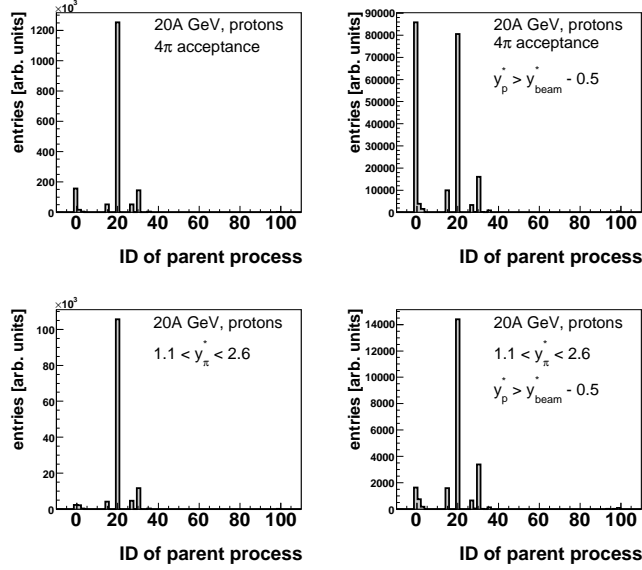 ×10³
20A GeV, protons
4π acceptance
entries [arb. units]
1200
1000
800
600
400
200
0
0 20 40 60 80 100
ID of parent process
20A GeV, protons
4π acceptance
y*p > y*beam - 0.5
entries [arb. units]
90000
80000
70000
60000
50000
40000
30000
20000
10000
0
0 20 40 60 80 100
ID of parent process
×10³
20A GeV, protons
1.1 < y*π < 2.6
entries [arb. units]
100
80
60
40
20
0
0 20 40 60 80 100
ID of parent process
20A GeV, protons
1.1 < y*π < 2.6
y*p > y*beam - 0.5
entries [arb. units]
14000
12000
10000
8000
6000
4000
2000
0
0 20 40 60 80 100
ID of parent process